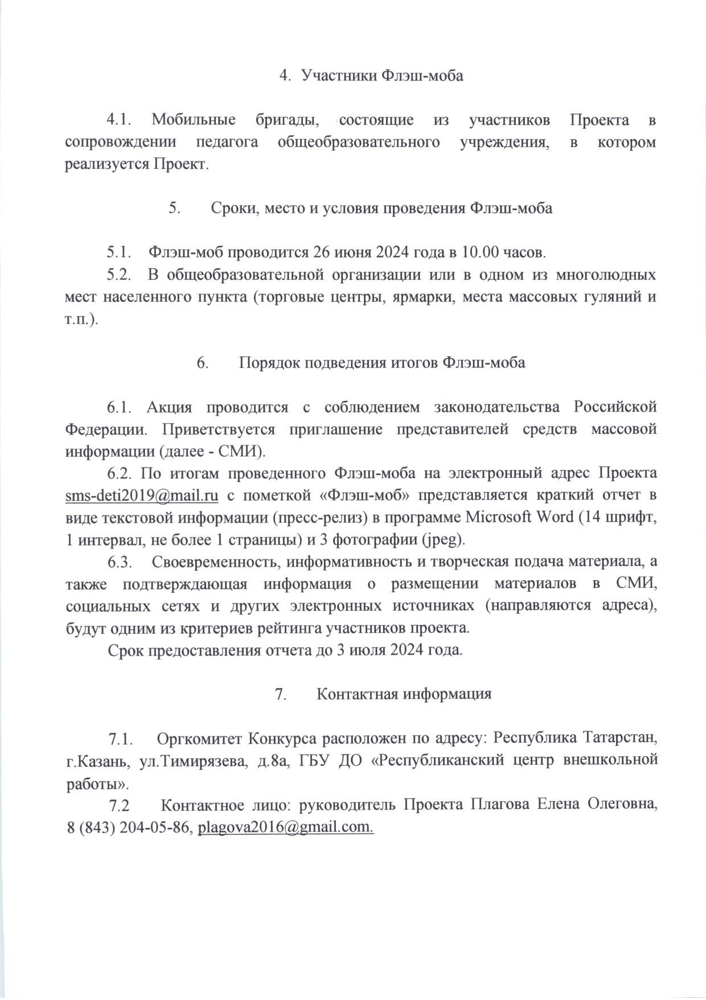 4. Участники Флэш-моба
4.1. Мобильные бригады, состоящие из участников Проекта в
сопровождении педагога общеобразовательного учреждения, в котором
реализуется Проект.
5. Сроки, место и условия проведения Флэш-моба
5.1. Флэш-моб проводится 26 июня 2024 года в 10.00 часов.
5.2. В общеобразовательной организации или в одном из многолюдных
мест населенного пункта (торговые центры, ярмарки, места массовых гуляний и
т.п.).
6. Порядок подведения итогов Флэш-моба
6.1. Акция проводится с соблюдением законодательства Российской
Федерации. Приветствуется приглашение представителей средств массовой
информации (далее - СМИ).
6.2. По итогам проведенного Флэш-моба на электронный адрес Проекта
sms-deti2019@mail.ru с пометкой «Флэш-моб» представляется краткий отчет в
виде текстовой информации (пресс-релиз) в программе Microsoft Word (14 шрифт,
1 интервал, не более 1 страницы) и 3 фотографии (jpeg).
6.3. Своевременность, информативность и творческая подача материала, а
также подтверждающая информация о размещении материалов в СМИ,
социальных сетях и других электронных источниках (направляются адреса),
будут одним из критериев рейтинга участников проекта.
Срок предоставления отчета до 3 июля 2024 года.
7. Контактная информация
7.1. Оргкомитет Конкурса расположен по адресу: Республика Татарстан,
г.Казань, ул.Тимирязева, д.8а, ГБУ ДО «Республиканский центр внешкольной
работы».
7.2 Контактное лицо: руководитель Проекта Плагова Елена Олеговна,
8 (843) 204-05-86, plagova2016@gmail.com.